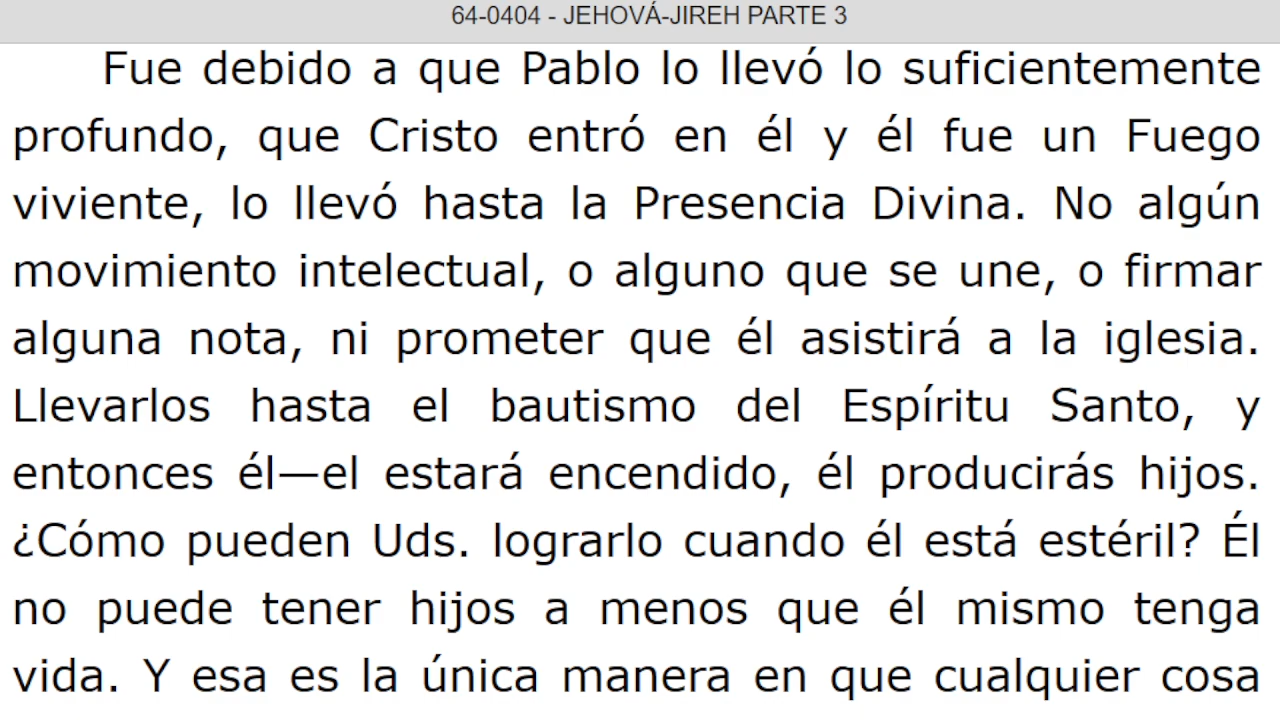 64-0404 - JEHOVÁ-JIREH PARTE 3
Fue debido a que Pablo lo llevó lo suficientemente
profundo, que Cristo entró en él y él fue un Fuego
viviente, lo llevó hasta la Presencia Divina. No algún
movimiento intelectual, o alguno que se une, o firmar
alguna nota, ni prometer que él asistirá a la iglesia.
Llevarlos hasta el bautismo del Espíritu Santo, y
entonces él—el estará encendido, él producirás hijos.
¿Cómo pueden Uds. lograrlo cuando él está estéril? Él
no puede tener hijos a menos que él mismo tenga
vida. Y esa es la única manera en que cualquier cosa